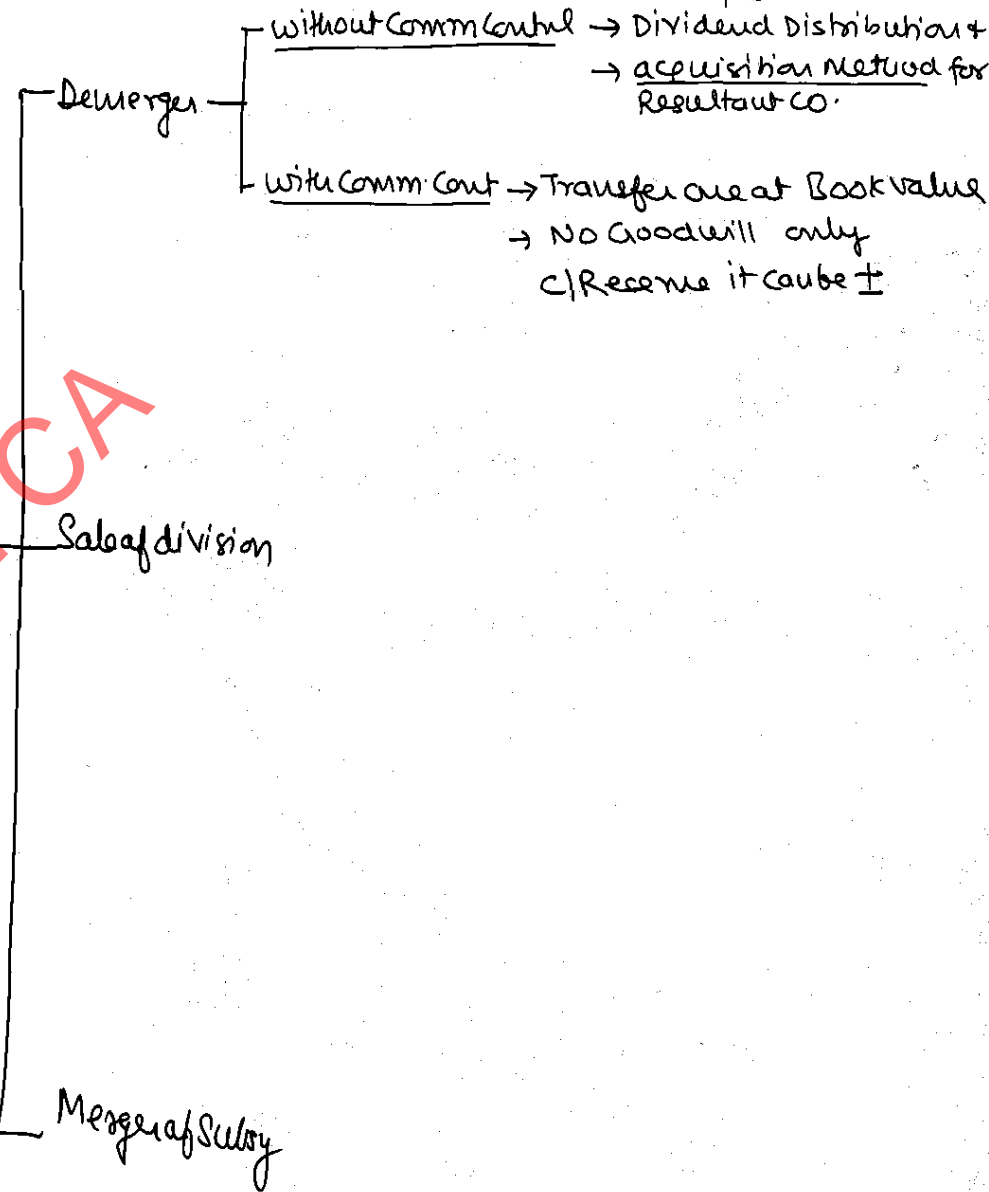 without Comm Control → Dividend Distribution +
→ acquisition Method for
Resultant CO.
Demerger
with Comm. Cont → Transfer are at Book value
→ No Goodwill only
C/Reserve it can be ±
CA
Sale of division
Merger of Subsy